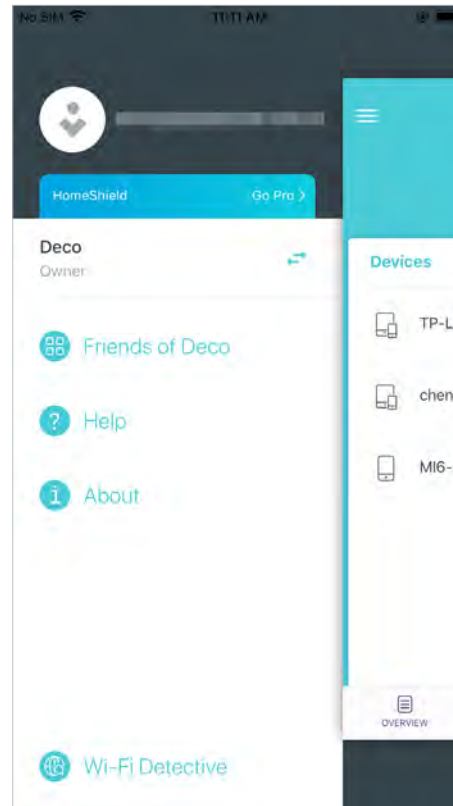 No SIM 11:11 AM
HomeShield Go Pro >
Deco
Owner
Devices
Friends of Deco
TP-L
Help
chen
MI6-
About
OVERVIEW
Wi-Fi Detective